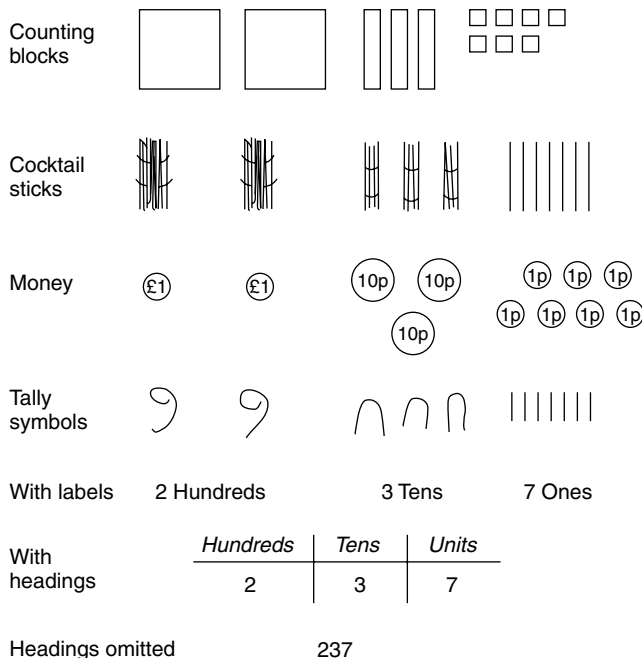 Counting
blocks
Cocktail
sticks
Money £1 £1 10p 10p 1p 1p 1p
10p 1p 1p 1p 1p
Tally
symbols
With labels 2 Hundreds 3 Tens 7 Ones
With
headings
Hundreds Tens Units
2 3 7
Headings omitted 237